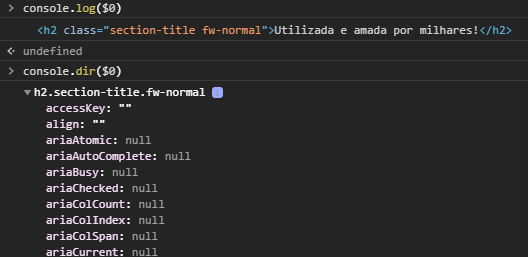 > console.log($0)
<h2 class="section-title fw-normal">Utilizada e amada por milhares!</h2>
undefined
> console.dir($0)
h2.section-title.fw-normal i
accessKey: ""
align: ""
ariaAtomic: null
ariaAutoComplete: null
ariaBusy: null
ariaChecked: null
ariaColCount: null
ariaColIndex: null
ariaColSpan: null
ariaCurrent: null